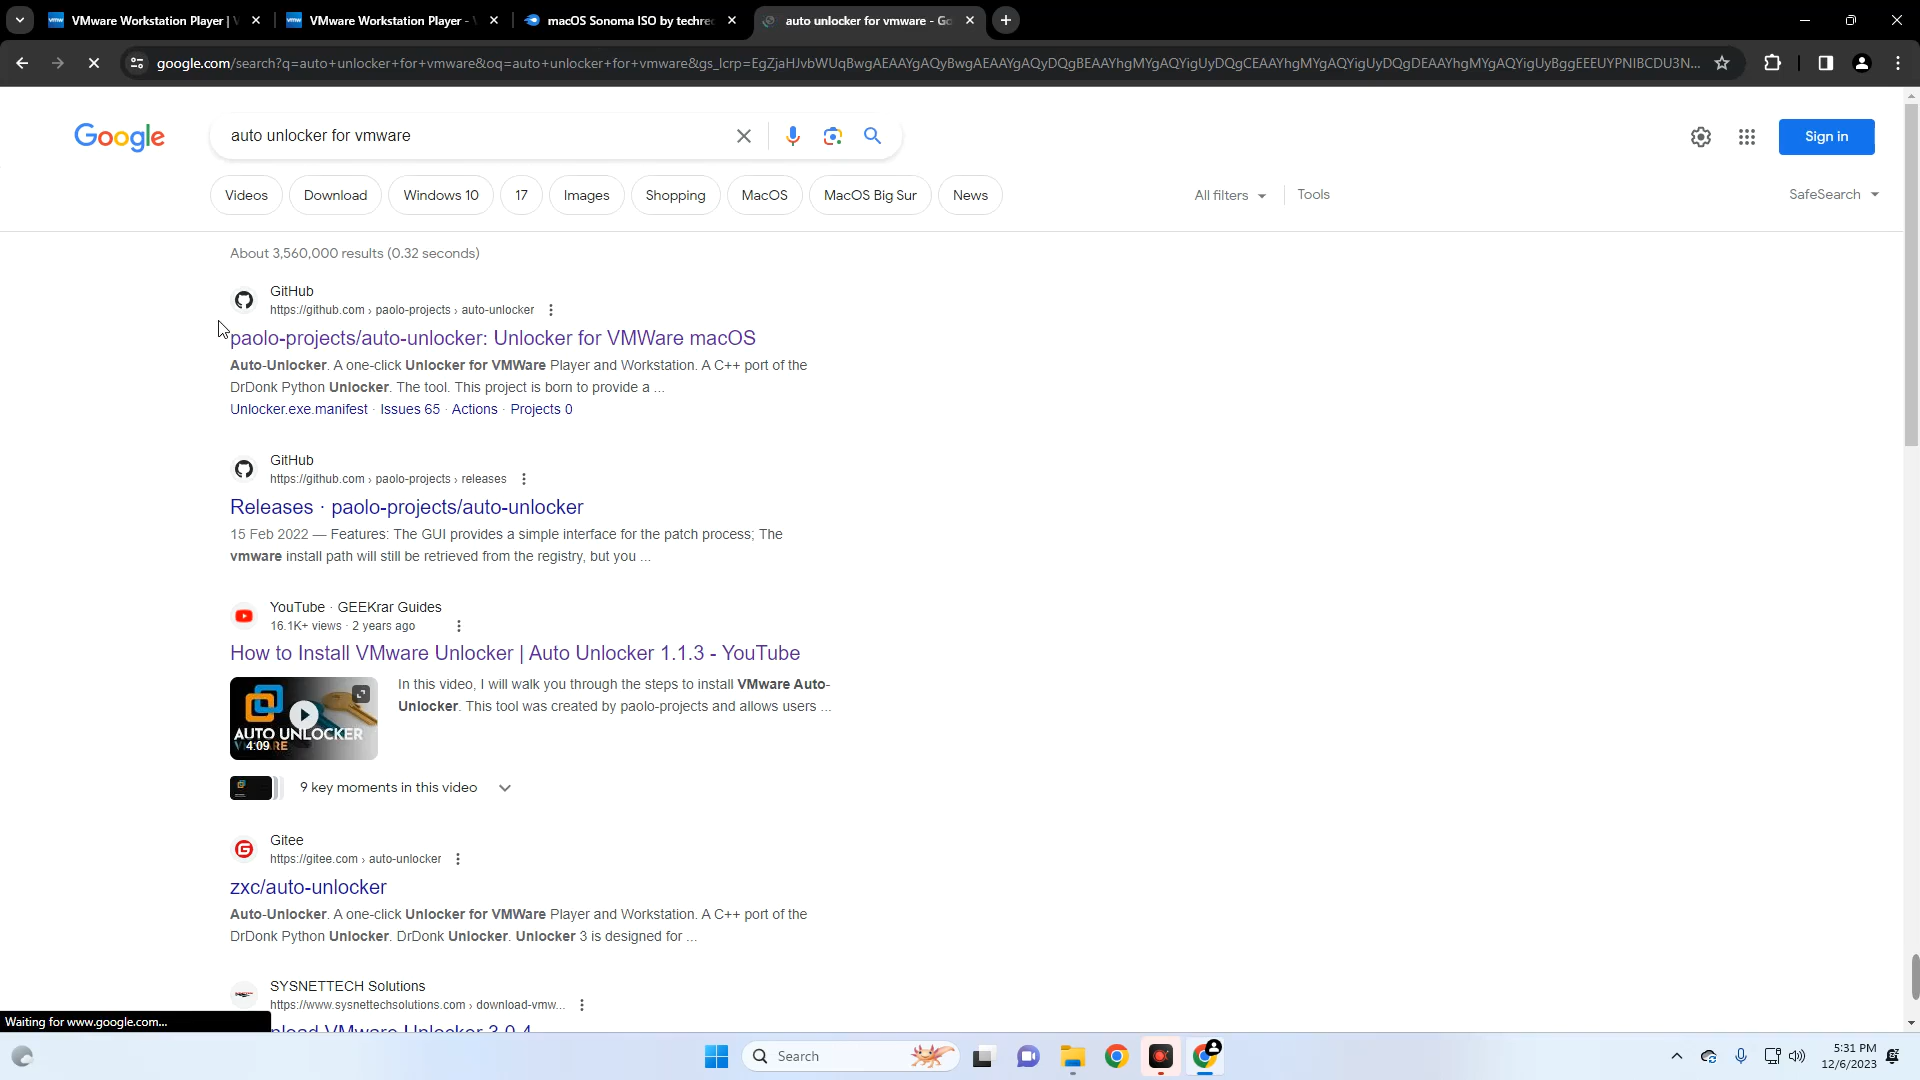 VMware Workstation Player |
VMware Workstation Player -
macOS Sonoma ISO by techre
auto unlocker for vmware - Go
google.com/search?q=auto+unlocker+for+vmware&oq=auto+unlocker+for+vmware&gs_lcrp=EgZjaHJvbWUqBwgAEAAYgAQyBwgAEAAYgAQyDQgBEAAYhgMYgAQYigUyDQgCEAAYhgMYgAQYigUyDQgDEAAYhgMYgAQYigUyBggEEEUYPNIBCDU3N...
Google
auto unlocker for vmware
Sign in
Videos
Download
Windows 10
17
Images
Shopping
MacOS
MacOS Big Sur
News
All filters
Tools
SafeSearch
About 3,560,000 results (0.32 seconds)
GitHub
https://github.com › paolo-projects › auto-unlocker
paolo-projects/auto-unlocker: Unlocker for VMWare macOS
Auto-Unlocker. A one-click Unlocker for VMWare Player and Workstation. A C++ port of the
DrDonk Python Unlocker. The tool. This project is born to provide a ...
Unlocker.exe.manifest · Issues 65 · Actions · Projects 0
GitHub
https://github.com › paolo-projects › releases
Releases · paolo-projects/auto-unlocker
15 Feb 2022 — Features: The GUI provides a simple interface for the patch process; The
vmware install path will still be retrieved from the registry, but you ...
YouTube · GEEKrar Guides
16.1K+ views · 2 years ago
How to Install VMware Unlocker | Auto Unlocker 1.1.3 - YouTube
In this video, I will walk you through the steps to install VMware Auto-
Unlocker. This tool was created by paolo-projects and allows users ...
AUTO UNLOCKER
4:09
9 key moments in this video
Gitee
https://gitee.com › auto-unlocker
zxc/auto-unlocker
Auto-Unlocker. A one-click Unlocker for VMWare Player and Workstation. A C++ port of the
DrDonk Python Unlocker. DrDonk Unlocker. Unlocker 3 is designed for ...
SYSNETTECH Solutions
https://www.sysnettechsolutions.com › download-vmw...
nload VMware Unlocker 3.0.4
Waiting for www.google.com...
Search
5:31 PM
12/6/2023